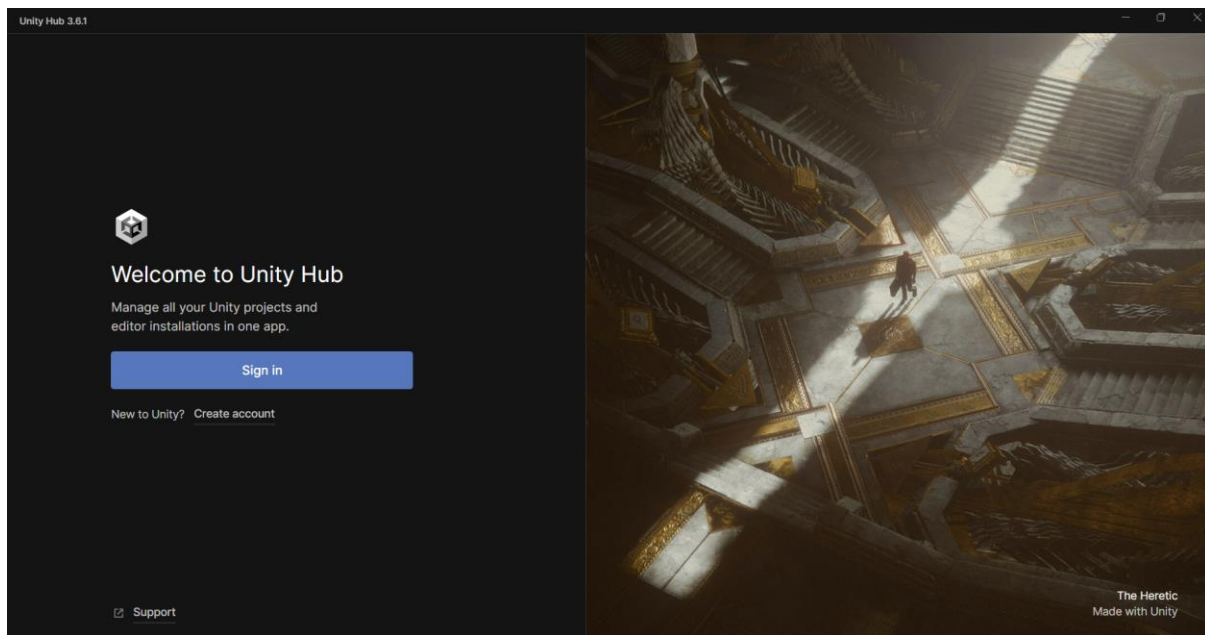 Unity Hub 3.6.1
Welcome to Unity Hub
Manage all your Unity projects and
editor installations in one app.
Sign in
New to Unity? Create account
Support
The Heretic
Made with Unity